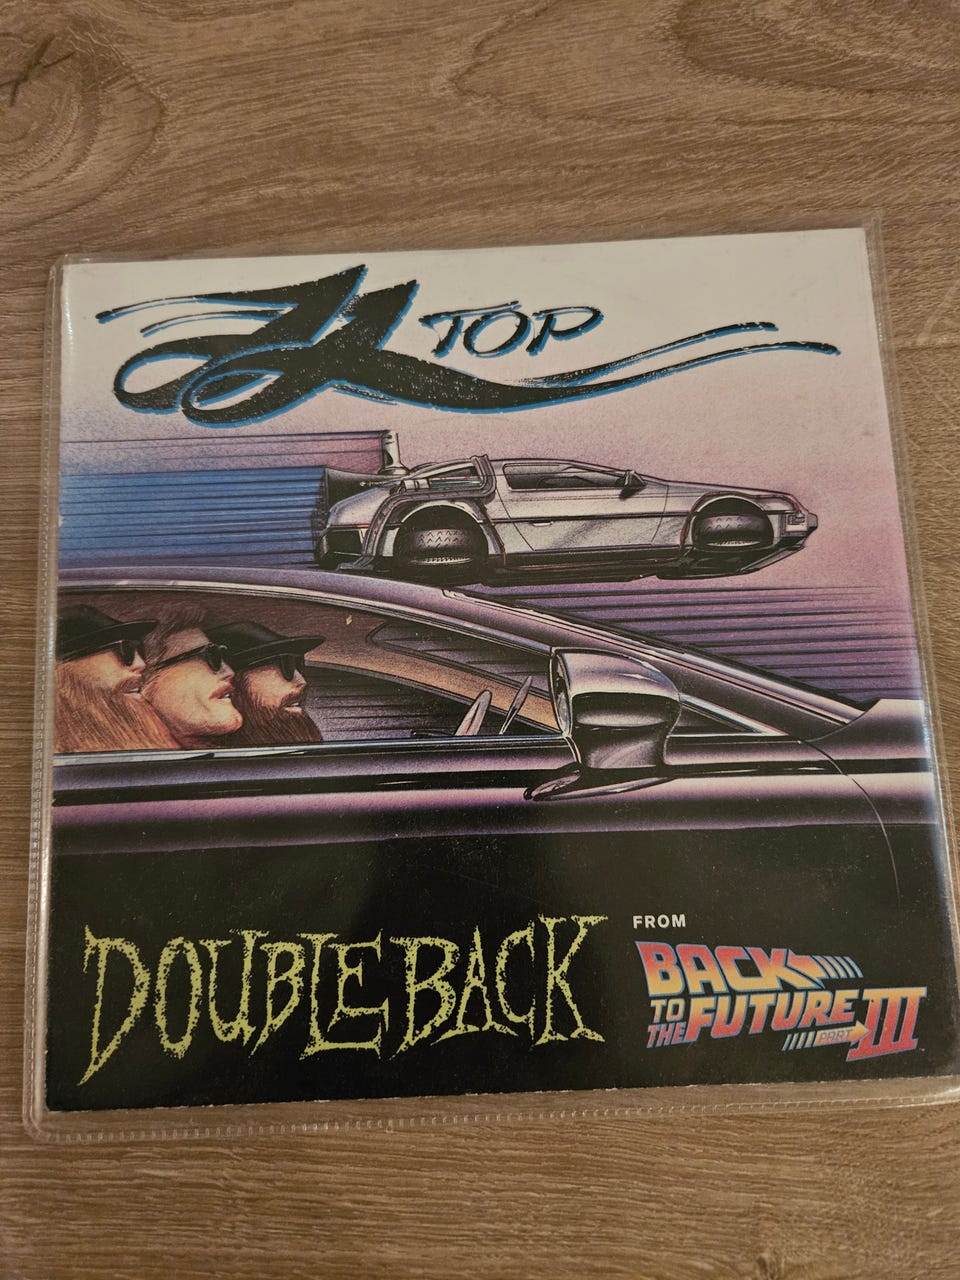 ZZ TOP
DOUBLEBACK
FROM
BACK
TO
THE FUTURE
PART III